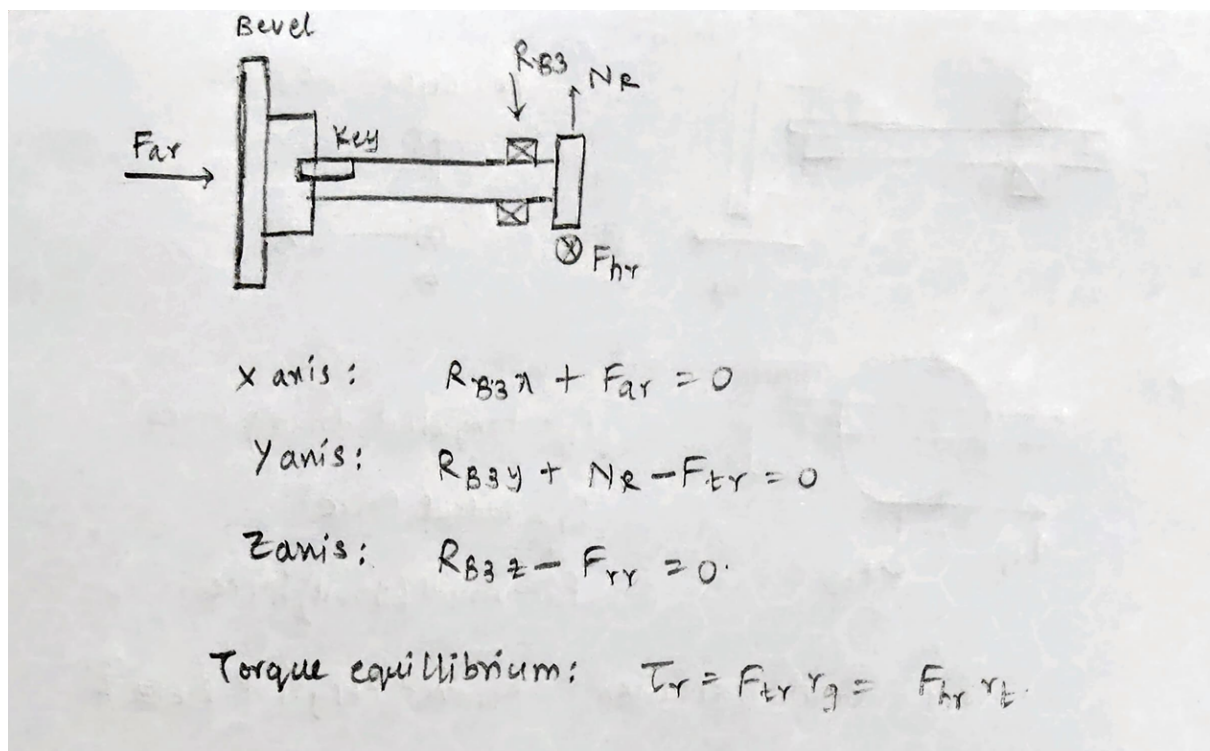 Bevel
RB3
NR
Far
Key
Fhr
X axis: RB3x + Far = 0
Y axis: RB3y + NR - Ftr = 0
Z axis: RB3z - Frr = 0.
Torque equillibrium: Tr = Ftr rg = Fhr rt.